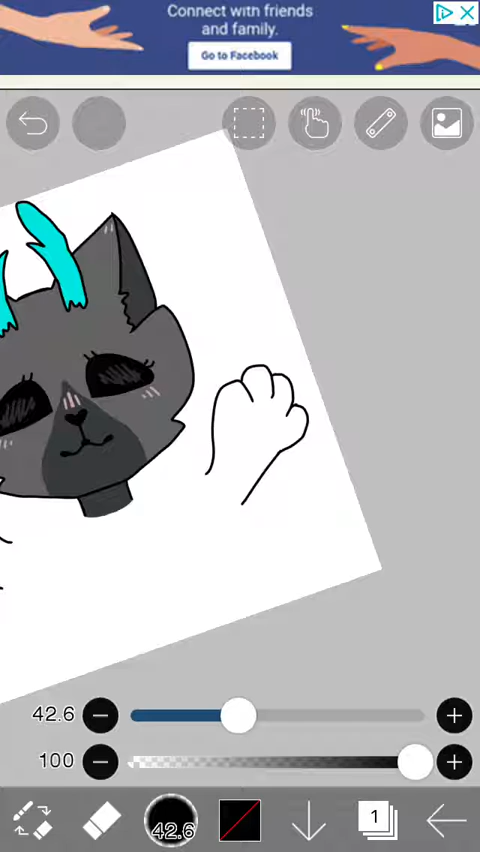 Connect with friends
and family.
Go to Facebook
42.6
100
42.6
1